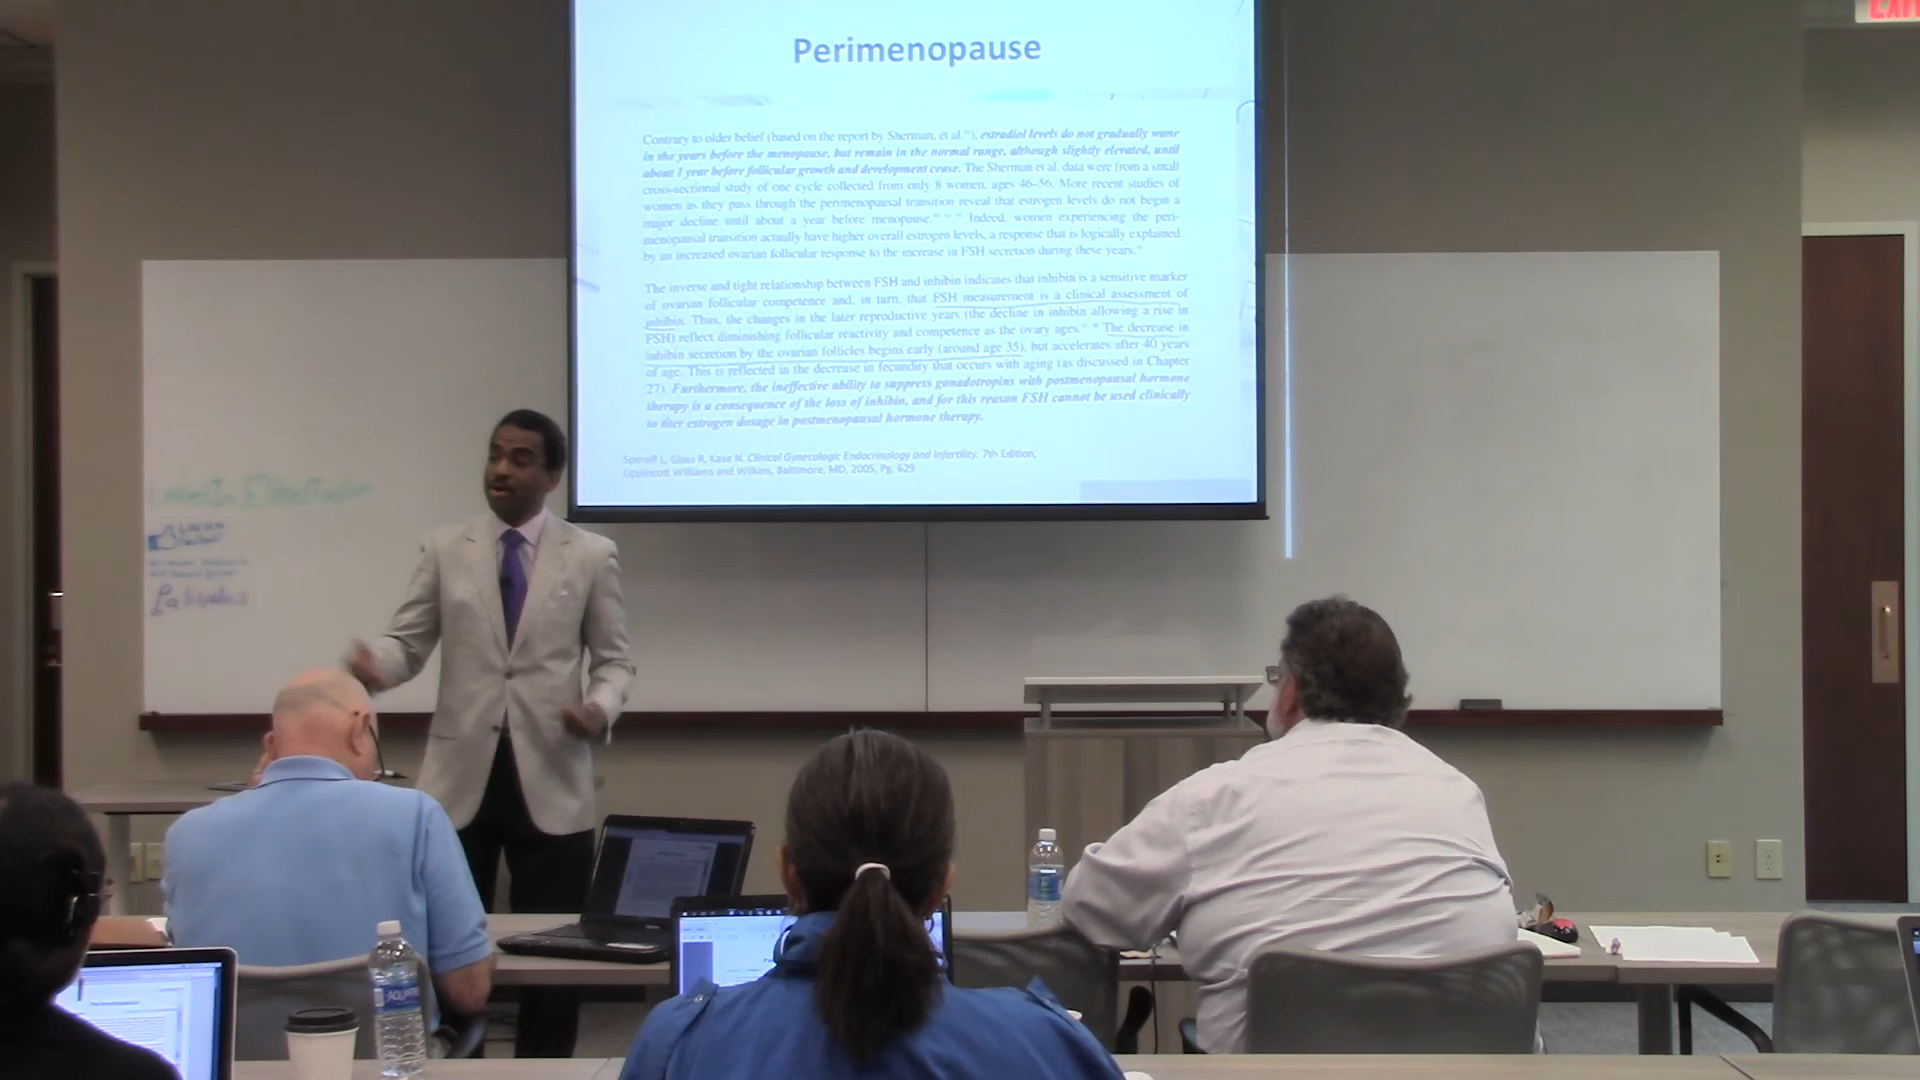 EXIT
Perimenopause
Contrary to older belief (based on the report by Sherman, et al. ), estradiol levels do not gradually wane
in the years before the menopause, but remain in the normal range, although slightly elevated, until
about 1 year before follicular growth and development cease. The Sherman et al. data were from a small
cross-sectional study of one cycle collected from only 8 women, ages 46–56. More recent studies of
women as they pass through the perimenopausal transition reveal that estrogen levels do not begin a
major decline until about a year before menopause. Indeed, women experiencing the peri-
menopausal transition actually have higher overall estrogen levels, a response that is logically explained
by an increased ovarian follicular response to the increase in FSH secretion during these years.
The inverse and tight relationship between FSH and inhibin indicates that inhibin is a sensitive marker
of ovarian follicular competence and, in turn, that FSH measurement is a clinical assessment of
inhibin. Thus, the changes in the later reproductive years (the decline in inhibin allowing a rise in
FSH) reflect diminishing follicular reactivity and competence as the ovary ages. The decrease in
inhibin secretion by the ovarian follicles begins early (around age 35), but accelerates after 40 years
of age. This is reflected in the decrease in fecundity that occurs with aging (as discussed in Chapter
27). Furthermore, the ineffective ability to suppress gonadotropins with postmenopausal hormone
therapy is a consequence of the loss of inhibin, and for this reason FSH cannot be used clinically
to titer estrogen dosage in postmenopausal hormone therapy.
Speroff L, Glass R, Kase N. Clinical Gynecologic Endocrinology and Infertility. 7th Edition,
Lippincott Williams and Wilkins, Baltimore, MD, 2005, Pg. 629
Perimenopause